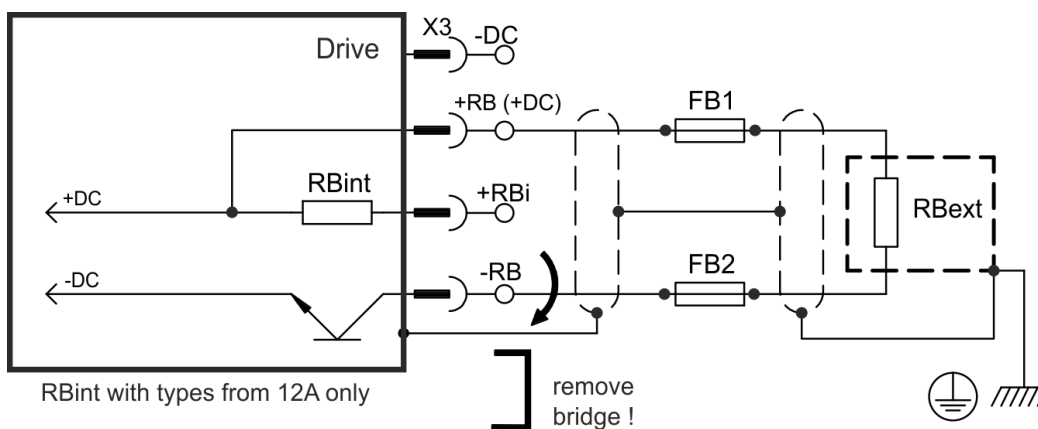 X3
-DC
Drive
+RB (+DC)
FB1
+DC
RBint
+RBi
RBext
-DC
-RB
FB2
RBint with types from 12A only
remove
bridge !